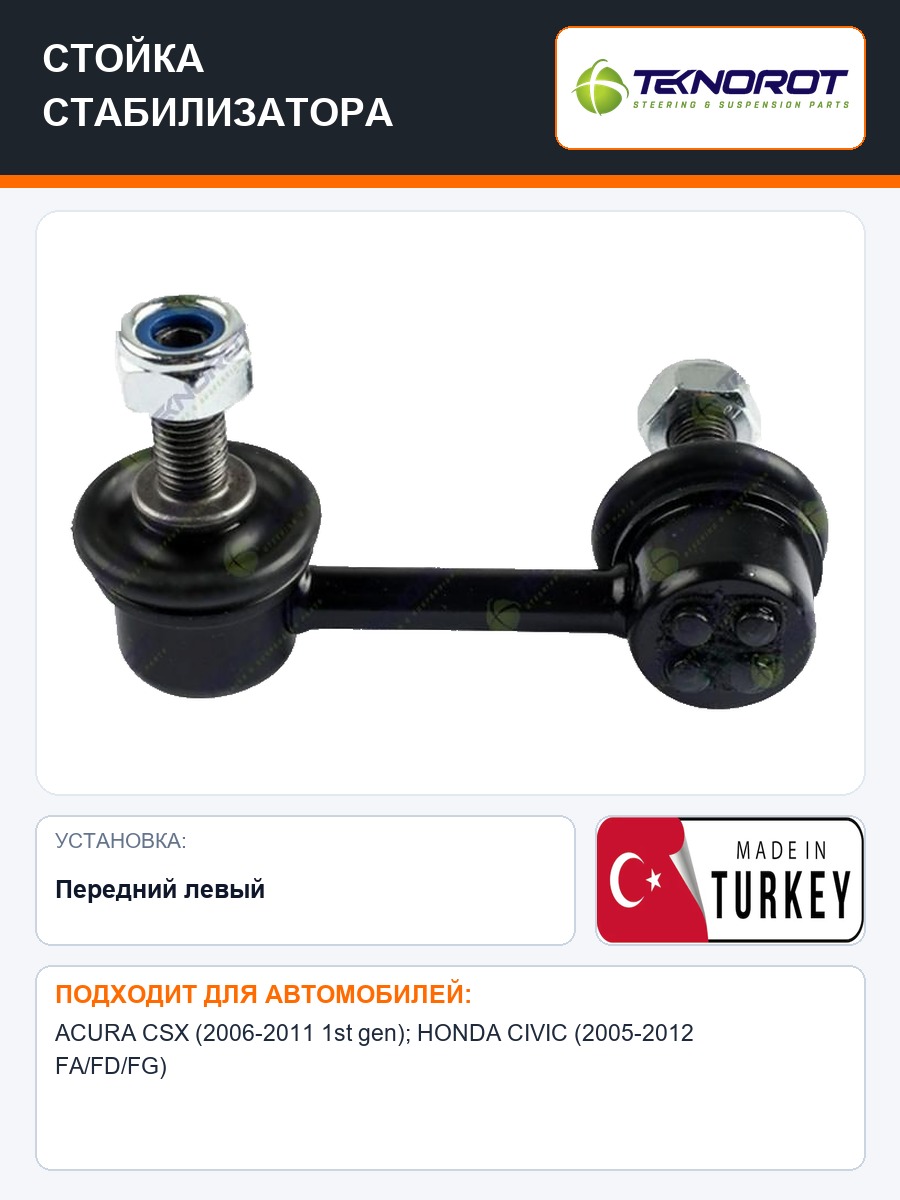 СТОЙКА
СТАБИЛИЗАТОРА
TEKNOROT
STEERING & SUSPENSION PARTS
УСТАНОВКА:
Передний левый
MADE IN
TURKEY
ПОДХОДИТ ДЛЯ АВТОМОБИЛЕЙ:
ACURA CSX (2006-2011 1st gen); HONDA CIVIC (2005-2012
FA/FD/FG)